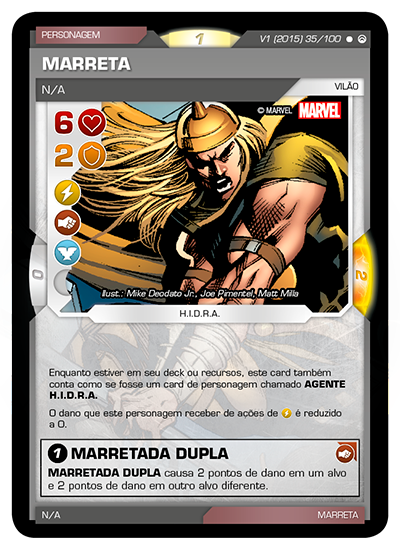 PERSONAGEM
1
V1 (2015) 35/100
MARRETA
N/A
VILÃO
© MARVEL MARVEL
6
2
0
2
Ilust.: Mike Deodato Jr., Joe Pimentel, Matt Milla
H.I.D.R.A.
Enquanto estiver em seu deck ou recursos, este card também
conta como se fosse um card de personagem chamado AGENTE
H.I.D.R.A.
O dano que este personagem receber de ações de é reduzido
a 0.
1 MARRETADA DUPLA
MARRETADA DUPLA causa 2 pontos de dano em um alvo
e 2 pontos de dano em outro alvo diferente.
N/A
MARRETA